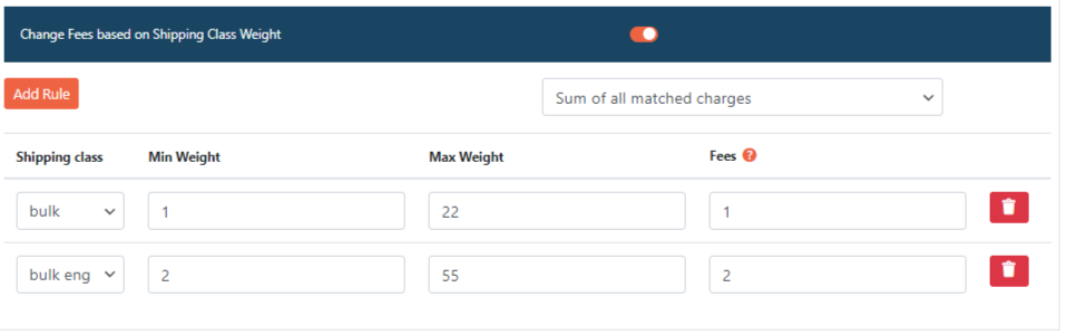 Change Fees based on Shipping Class Weight
Add Rule
Sum of all matched charges
Shipping class Min Weight Max Weight Fees ?
bulk 1 22 1
bulk eng 2 55 2